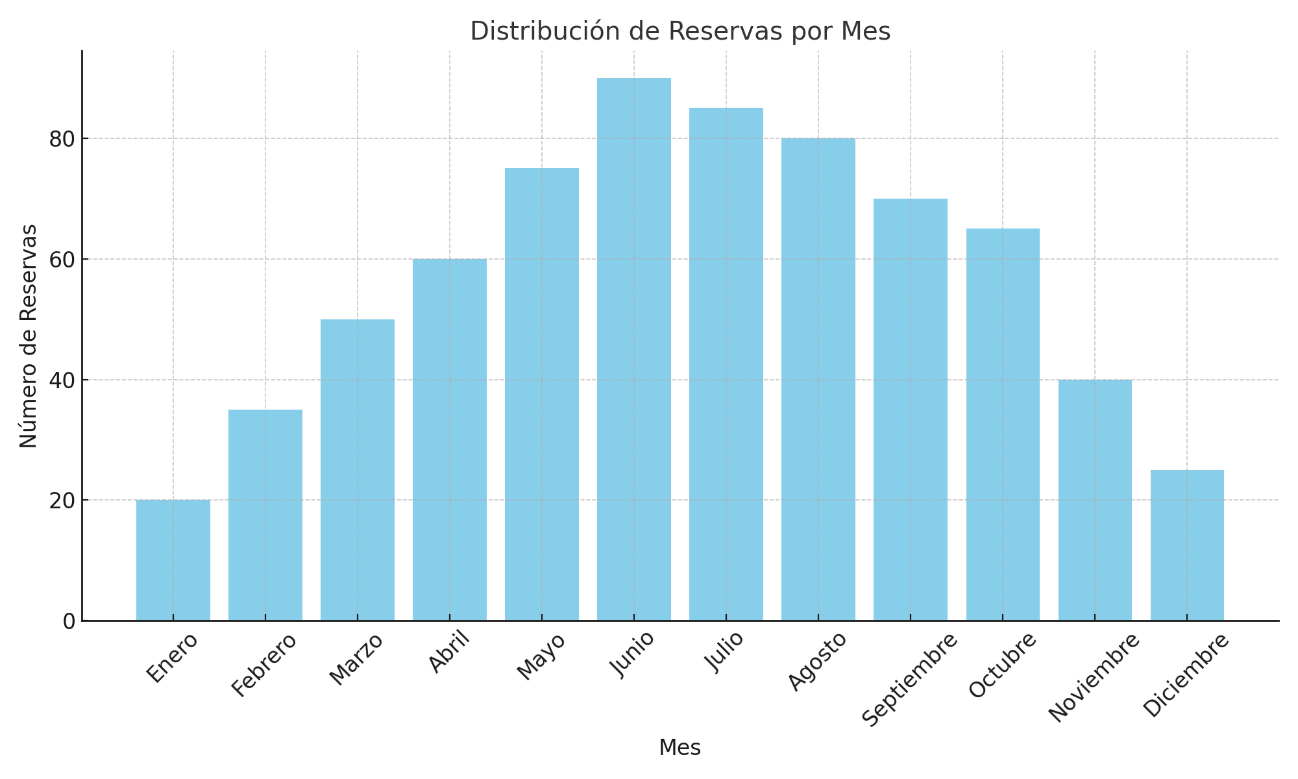 Distribución de Reservas por Mes
Número de Reservas
80
60
40
20
0
Enero
Febrero
Marzo
Abril
Mayo
Junio
Julio
Agosto
Septiembre
Octubre
Noviembre
Diciembre
Mes